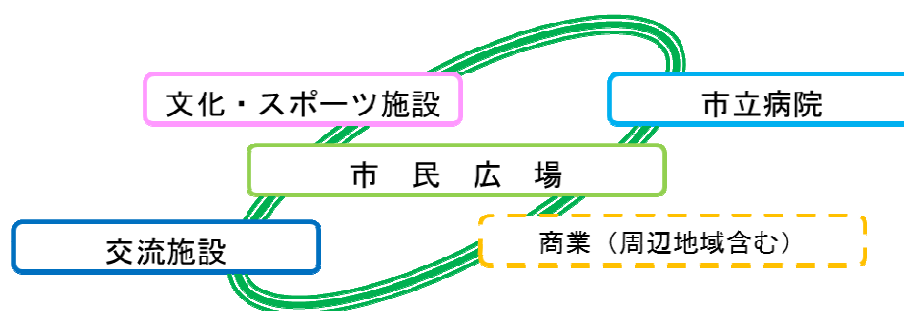 文化・スポーツ施設
市立病院
市民広場
交流施設
商業（周辺地域含む）